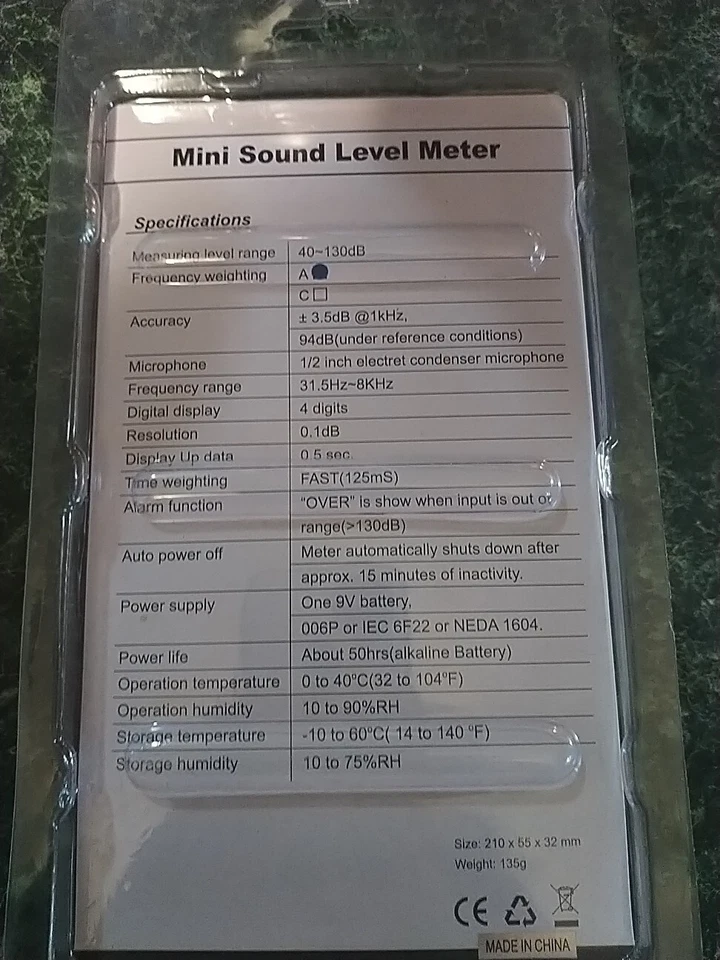 Mini Sound Level Meter
Specifications
Measuring level range 40~130dB
Frequency weighting A
C
Accuracy ± 3.5dB @1kHz,
94dB(under reference conditions)
Microphone 1/2 inch electret condenser microphone
Frequency range 31.5Hz~8KHz
Digital display 4 digits
Resolution 0.1dB
Display Up data 0.5 sec.
Time weighting FAST(125mS)
Alarm function “OVER” is show when input is out or
range(>130dB)
Auto power off Meter automatically shuts down after
approx. 15 minutes of inactivity.
Power supply One 9V battery,
006P or IEC 6F22 or NEDA 1604.
Power life About 50hrs(alkaline Battery)
Operation temperature 0 to 40ºC(32 to 104ºF)
Operation humidity 10 to 90%RH
Storage temperature -10 to 60ºC( 14 to 140 ºF)
Storage humidity 10 to 75%RH
Size: 210 x 55 x 32 mm
Weight: 135g
CE
MADE IN CHINA